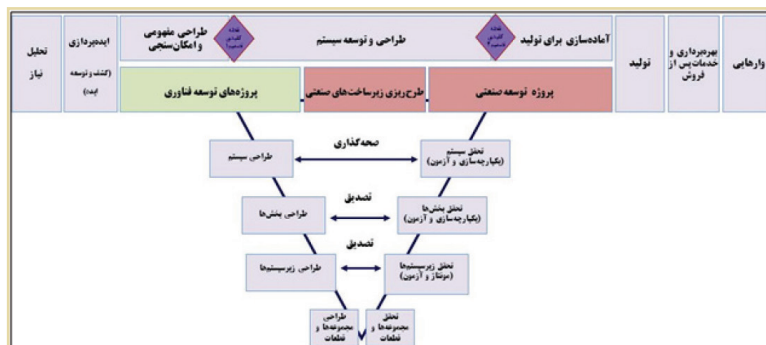 تحلیل
نیاز
ایده‌پردازی
(کشف و توسعه
ایده)
طراحی مفهومی
و امکان‌سنجی
طراحی و توسعه سیستم
آماده‌سازی برای تولید
تولید
بهره‌برداری و
خدمات پس از
فروش
وارهایی
پروژه‌های توسعه فناوری
طرح‌ریزی زیرساخت‌های صنعتی
پروژه توسعه صنعتی
طراحی سیستم
صحه‌گذاری
تحقق سیستم
(یکپارچه‌سازی و آزمون)
طراحی بخش‌ها
تصدیق
تحقق بخش‌ها
(یکپارچه‌سازی و آزمون)
طراحی زیرسیستم‌ها
تصدیق
تحقق زیرسیستم‌ها
(مونتاژ و آزمون)
طراحی
مجموعه‌ها و
قطعات
تحقق
مجموعه‌ها و
قطعات